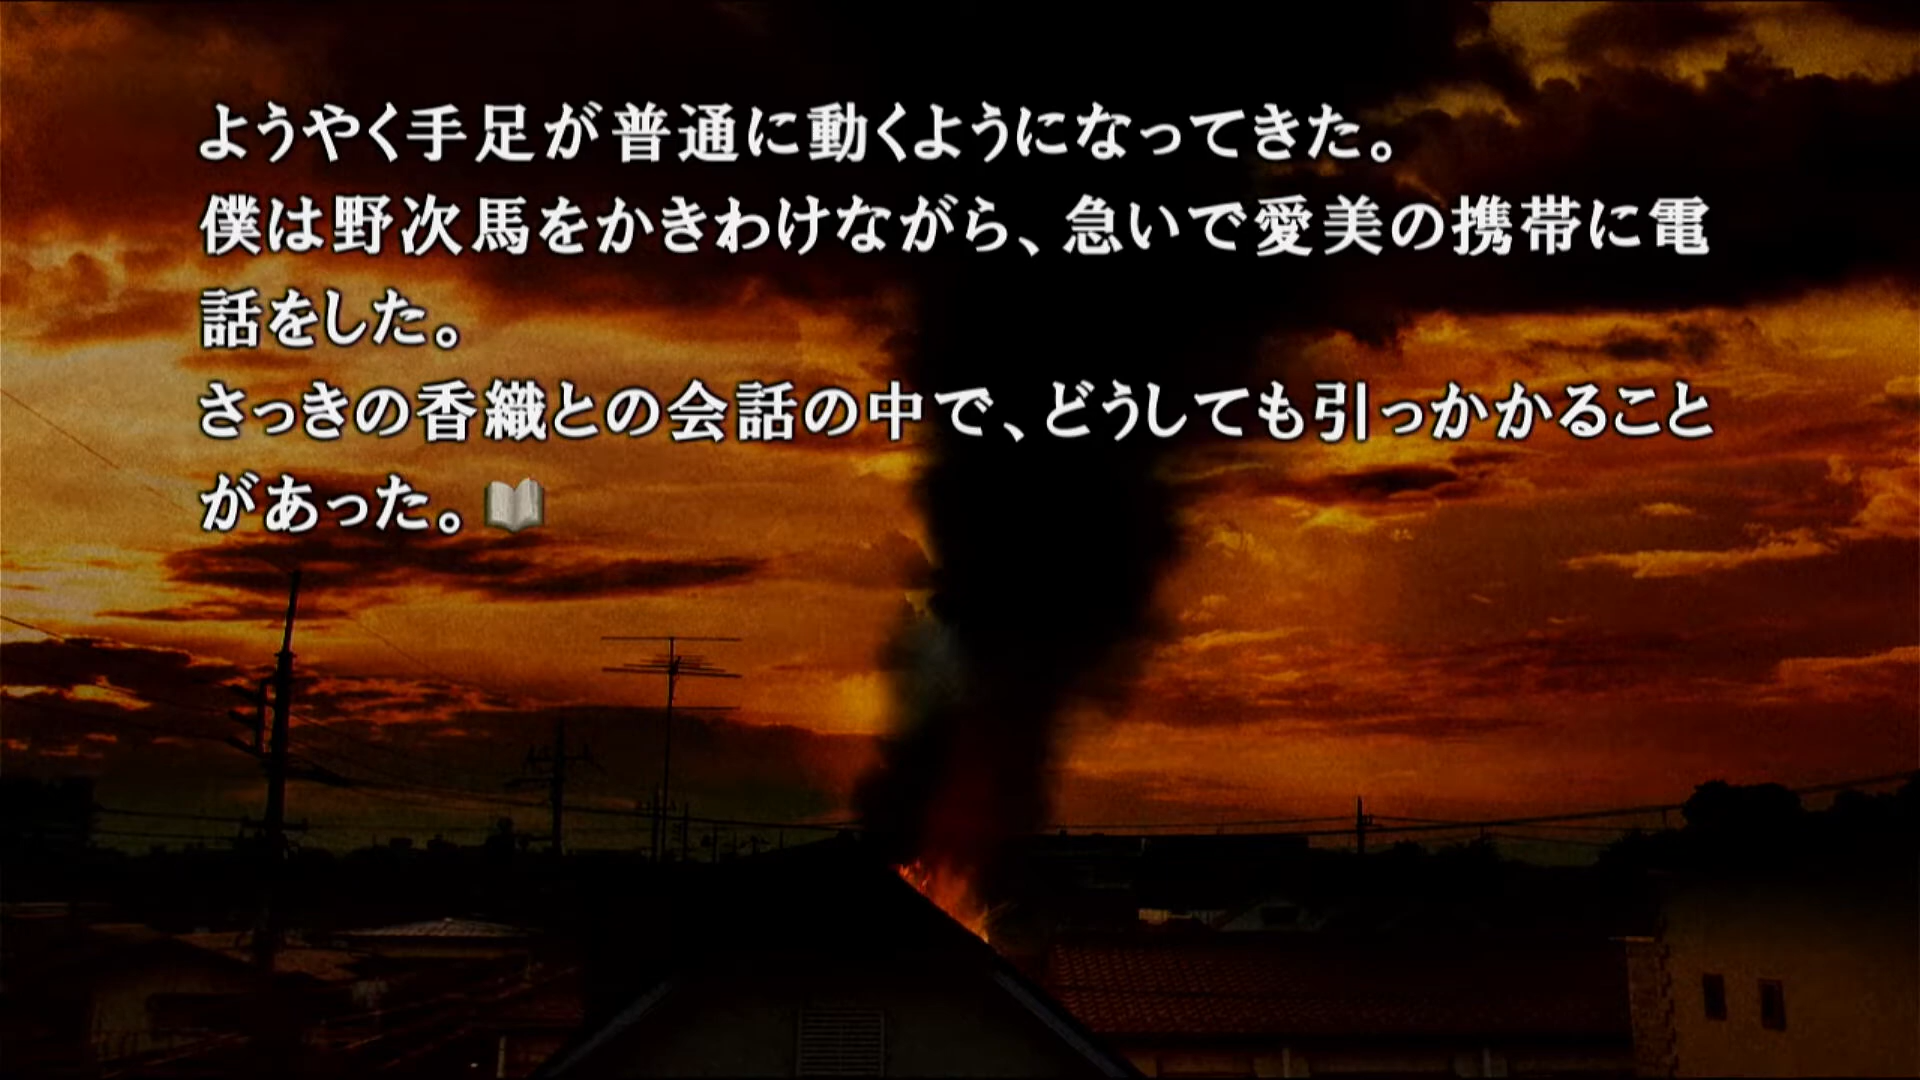 ようやく手足が普通に動くようになってきた。
僕は野次馬をかきわけながら、急いで愛美の携帯に電
話をした。
さっきの香織との会話の中で、どうしても引っかかること
があった。